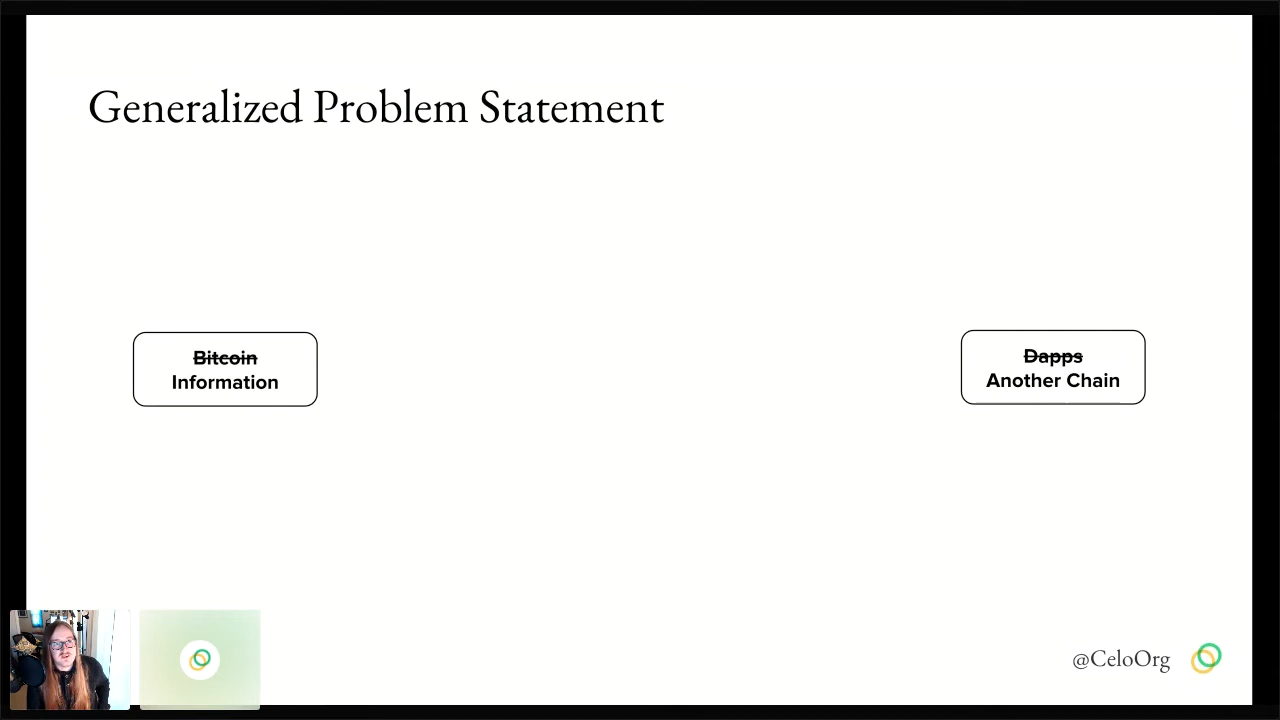 Generalized Problem Statement
Bitcoin
Information
Dapps
Another Chain
@CeloOrg